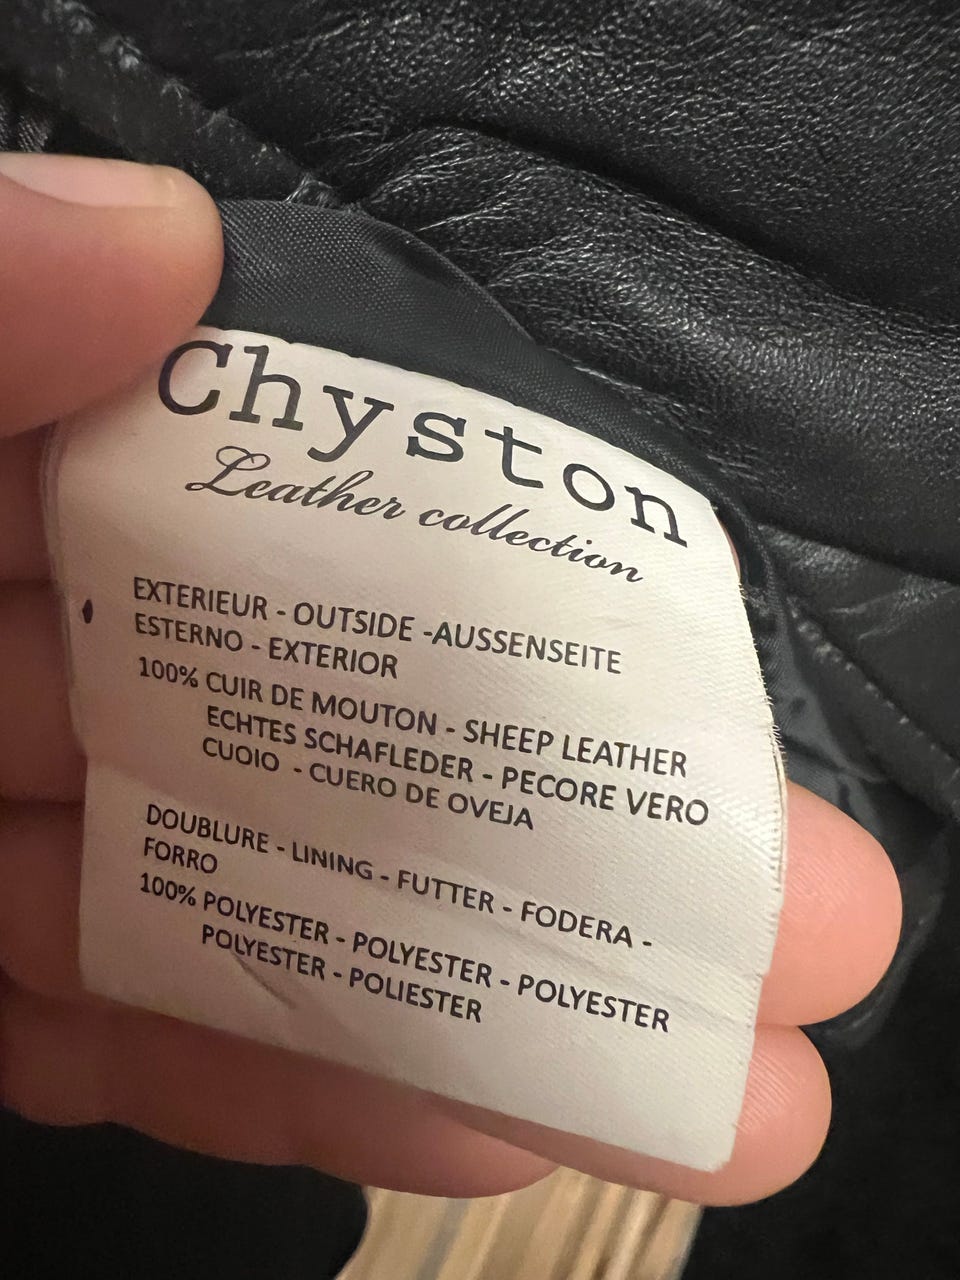 Chyston
Leather collection
EXTERIEUR - OUTSIDE -AUSSENSEITE
ESTERNO - EXTERIOR
100% CUIR DE MOUTON - SHEEP LEATHER
ECHTES SCHAFLEDER - PECORE VERO
CUOIO - CUERO DE OVEJA
DOUBLURE - LINING - FUTTER - FODERA -
FORRO
100% POLYESTER - POLYESTER - POLYESTER
POLYESTER - POLIESTER